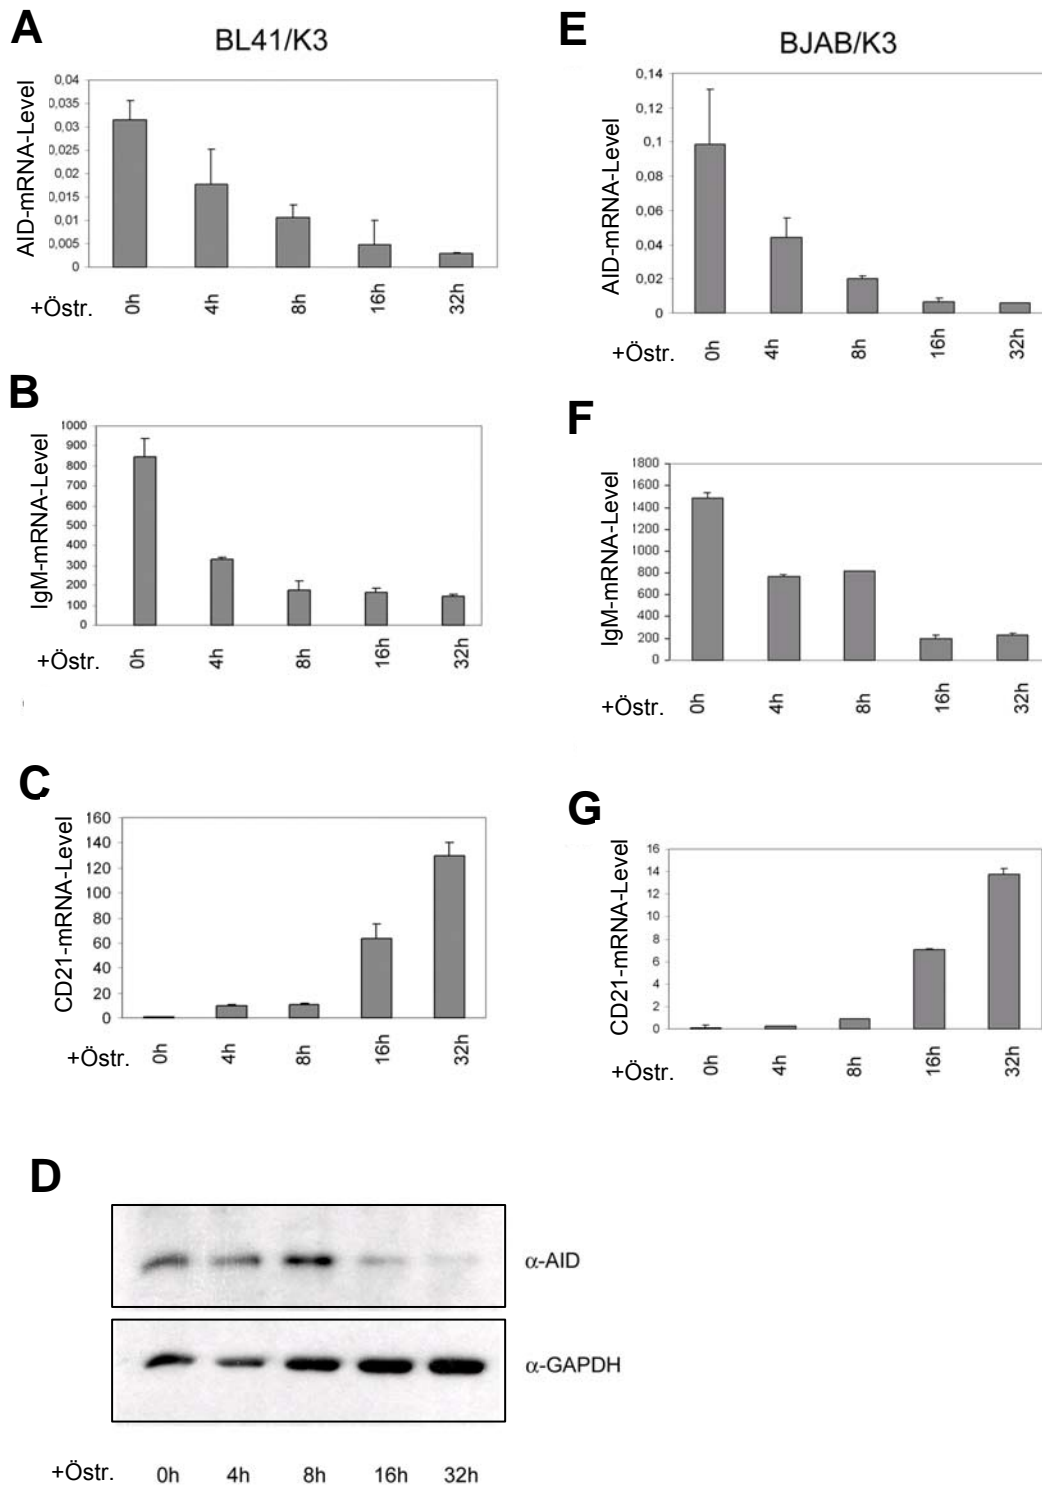 A
BL41/K3
AID-mRNA-Level
0,04
0,035
0,03
0,025
0,02
0,015
0,01
0,005
0
+Östr. 0h 4h 8h 16h 32h
B
IgM-mRNA-Level
1000
900
800
700
600
500
400
300
200
100
0
+Östr. 0h 4h 8h 16h 32h
C
CD21-mRNA-Level
160
140
120
100
80
60
40
20
0
+Östr. 0h 4h 8h 16h 32h
D
α-AID
α-GAPDH
+Östr. 0h 4h 8h 16h 32h
E
BJAB/K3
AID-mRNA-Level
0,14
0,12
0,1
0,08
0,06
0,04
0,02
0
+Östr. 0h 4h 8h 16h 32h
F
IgM-mRNA-Level
1800
1600
1400
1200
1000
800
600
400
200
0
+Östr. 0h 4h 8h 16h 32h
G
CD21-mRNA-Level
16
14
12
10
8
6
4
2
0
+Östr. 0h 4h 8h 16h 32h